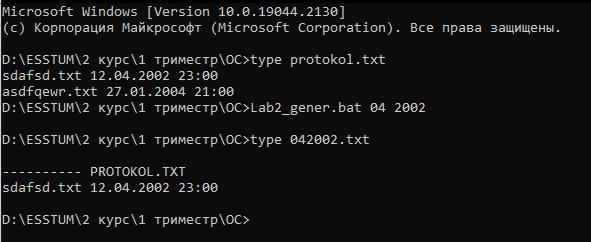 Microsoft Windows [Version 10.0.19044.2130]
(c) Корпорация Майкрософт (Microsoft Corporation). Все права защищены.
D:\ESSTUM\2 курс\1 триместр\ОС>type protokol.txt
sdafsd.txt 12.04.2002 23:00
asdfqewr.txt 27.01.2004 21:00
D:\ESSTUM\2 курс\1 триместр\ОС>Lab2_gener.bat 04 2002
D:\ESSTUM\2 курс\1 триместр\ОС>type 042002.txt
---------- PROTOKOL.TXT
sdafsd.txt 12.04.2002 23:00
D:\ESSTUM\2 курс\1 триместр\ОС>